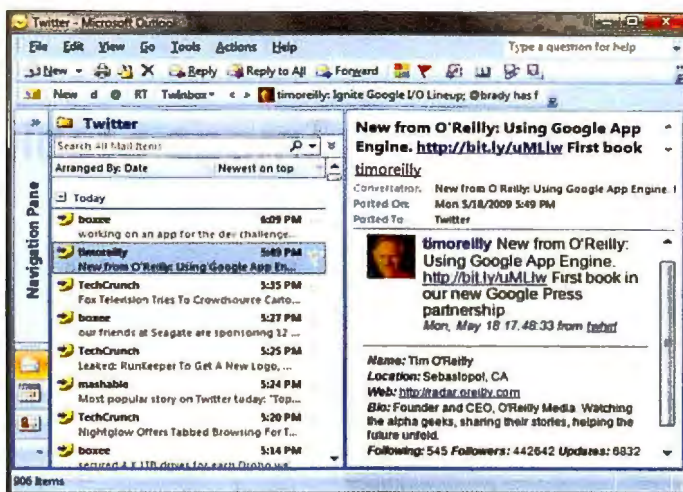 Twitter - Microsoft Outlook
File Edit View Go Tools Actions Help
Type a question for help
New Reply Reply to All Forward
New d @ RT TwInbox < > timoreilly: Ignite Google I/O Lineup; @brady has f
Twitter
Search All Mail Items
Arranged By: Date Newest on top
Today
boxee 6:09 PM
working on an app for the dev challenge...
timoreilly 5:49 PM
New from O'Reilly: Using Google App En...
TechCrunch 5:35 PM
Fox Television Tries To Crowdsource Carto...
boxee 5:27 PM
our friends at Seagate are sponsoring 12 ...
TechCrunch 5:25 PM
Leaked: RunKeeper To Get A New Logo, ...
mashable 5:24 PM
Most popular story on Twitter today: "Top...
TechCrunch 5:20 PM
Nightglow Offers Tabbed Browsing For T...
boxee 5:14 PM
secured 4 X 1TB drives for each Drobo we'
Navigation Pane
906 Items
New from O'Reilly: Using Google App
Engine. http://bit.ly/uMLlw First book
timoreilly
Conversation: New from O'Reilly: Using Google App Engine.
Posted On: Mon 5/18/2009 5:49 PM
Posted To: Twitter
timoreilly New from O'Reilly:
Using Google App Engine.
http://bit.ly/uMLlw First book in
our new Google Press
partnership
Mon, May 18 17:48:33 from twhirl
Name: Tim O'Reilly
Location: Sebastopol, CA
Web: http://radar.oreilly.com
Bio: Founder and CEO, O'Reilly Media. Watching
the alpha geeks, sharing their stories, helping the
future unfold.
Following: 545 Followers: 442642 Updates: 6832